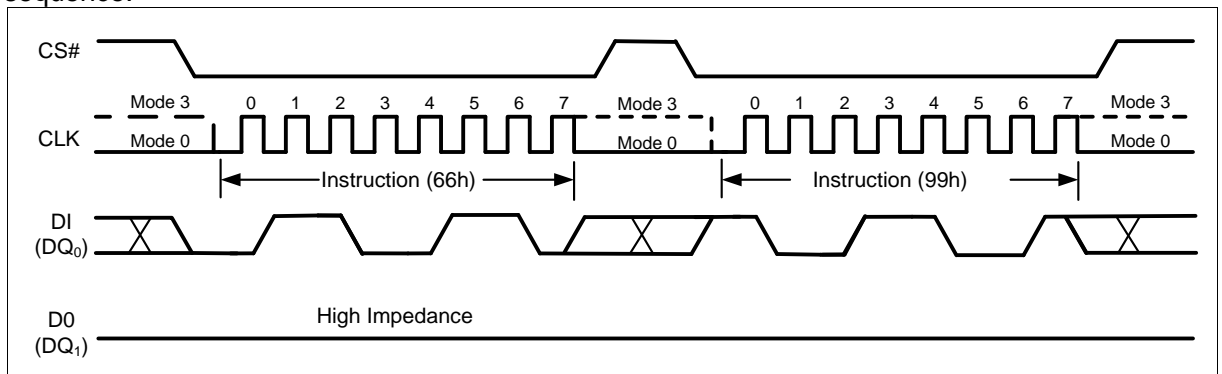 sequence.
CS#
Mode 3 0 1 2 3 4 5 6 7 Mode 3 0 1 2 3 4 5 6 7 Mode 3
CLK
Mode 0 Mode 0 Mode 0
Instruction (66h) Instruction (99h)
DI
(DQ0)
High Impedance
D0
(DQ1)